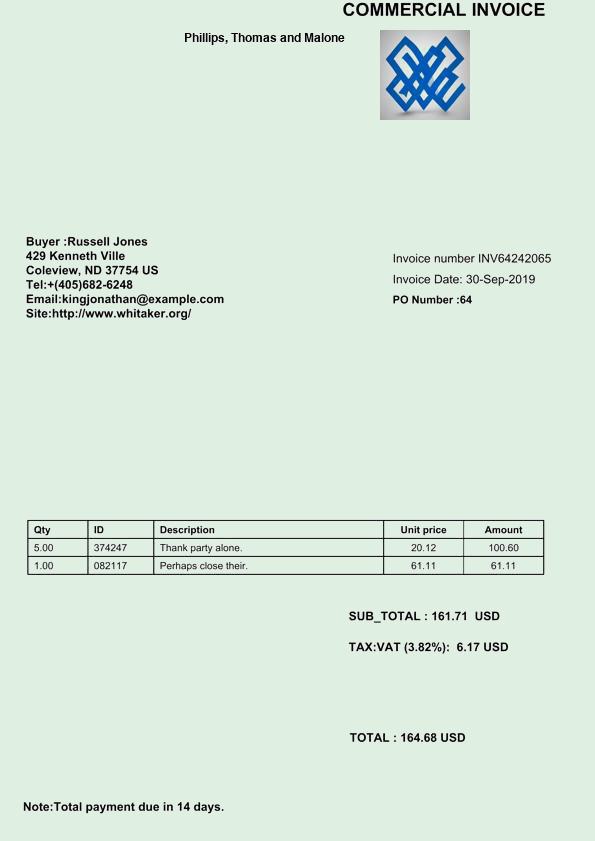 COMMERCIAL INVOICE
Phillips, Thomas and Malone
Buyer :Russell Jones
429 Kenneth Ville
Coleview, ND 37754 US
Tel:+(405)682-6248
Email:kingjonathan@example.com
Site:http://www.whitaker.org/
Invoice number INV64242065
Invoice Date: 30-Sep-2019
PO Number :64
Qty ID Description Unit price Amount
5.00 374247 Thank party alone. 20.12 100.60
1.00 082117 Perhaps close their. 61.11 61.11
SUB_TOTAL : 161.71 USD
TAX:VAT (3.82%): 6.17 USD
TOTAL : 164.68 USD
Note:Total payment due in 14 days.